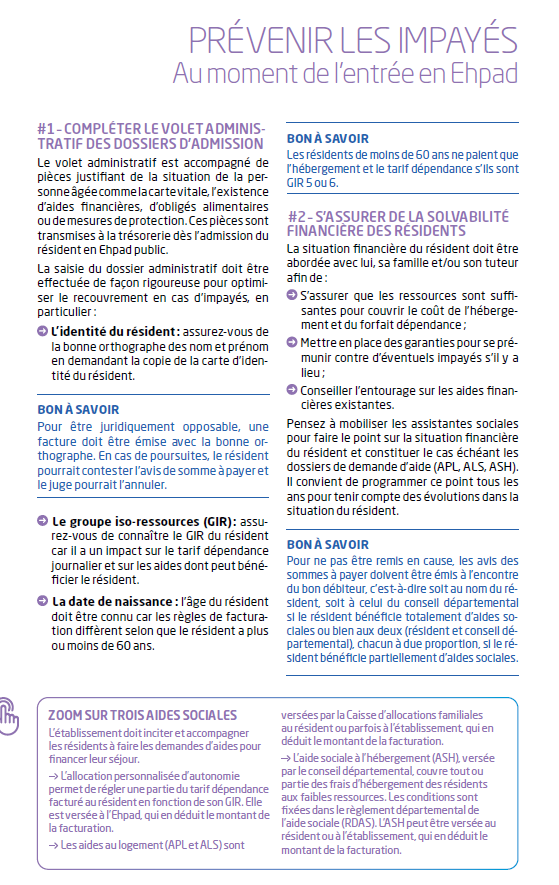 PRÉVENIR LES IMPAYÉS
Au moment de l'entrée en Ehpad
#1 - COMPLÉTER LE VOLET ADMINIS-
TRATIF DES DOSSIERS D'ADMISSION
Le volet administratif est accompagné de
pièces justifiant de la situation de la per-
sonne âgée comme la carte vitale, l'existence
d'aides financières, d'obligés alimentaires
ou de mesures de protection. Ces pièces sont
transmises à la trésorerie dès l'admission du
résident en Ehpad public.
La saisie du dossier administratif doit être
effectuée de façon rigoureuse pour optimi-
ser le recouvrement en cas d'impayés, en
particulier :
L'identité du résident : assurez-vous de
la bonne orthographe des nom et prénom
en demandant la copie de la carte d'iden-
tité du résident.
BON À SAVOIR
Pour être juridiquement opposable, une
facture doit être émise avec la bonne or-
thographe. En cas de poursuites, le résident
pourrait contester l'avis de somme à payer et
le juge pourrait l'annuler.
Le groupe iso-ressources (GIR) : assu-
rez-vous de connaître le GIR du résident
car il a un impact sur le tarif dépendance
journalier et sur les aides dont peut béné-
ficier le résident.
La date de naissance : l'âge du résident
doit être connu car les règles de factura-
tion diffèrent selon que le résident a plus
ou moins de 60 ans.
BON À SAVOIR
Les résidents de moins de 60 ans ne paient que
l'hébergement et le tarif dépendance s'ils sont
GIR 5 ou 6.
#2 - S'ASSURER DE LA SOLVABILITÉ
FINANCIÈRE DES RÉSIDENTS
La situation financière du résident doit être
abordée avec lui, sa famille et/ou son tuteur
afin de :
S'assurer que les ressources sont suffi-
santes pour couvrir le coût de l'héberge-
ment et du forfait dépendance ;
Mettre en place des garanties pour se pré-
munir contre d'éventuels impayés s'il y a
lieu ;
Conseiller l'entourage sur les aides finan-
cières existantes.
Pensez à mobiliser les assistantes sociales
pour faire le point sur la situation financière
du résident et constituer le cas échéant les
dossiers de demande d'aide (APL, ALS, ASH).
Il convient de programmer ce point tous les
ans pour tenir compte des évolutions dans la
situation du résident.
BON À SAVOIR
Pour ne pas être remis en cause, les avis des
sommes à payer doivent être émis à l'encontre
du bon débiteur, c'est-à-dire soit au nom du ré-
sident, soit à celui du conseil départemental
si le résident bénéficie totalement d'aides so-
ciales ou bien aux deux (résident et conseil dé-
partemental), chacun à due proportion, si le ré-
sident bénéficie partiellement d'aides sociales.
ZOOM SUR TROIS AIDES SOCIALES
L'établissement doit inciter et accompagner
les résidents à faire les demandes d'aides pour
financer leur séjour.
→ L'allocation personnalisée d'autonomie
permet de régler une partie du tarif dépendance
facturé au résident en fonction de son GIR. Elle
est versée à l'Ehpad, qui en déduit le montant de
la facturation.
→ Les aides au logement (APL et ALS) sont
versées par la Caisse d'allocations familiales
au résident ou parfois à l'établissement, qui en
déduit le montant de la facturation.
→ L'aide sociale à l'hébergement (ASH), versée
par le conseil départemental, couvre tout ou
partie des frais d'hébergement des résidents
aux faibles ressources. Les conditions sont
fixées dans le règlement départemental de
l'aide sociale (RDAS). L'ASH peut être versée au
résident ou à l'établissement, qui en déduit le
montant de la facturation.